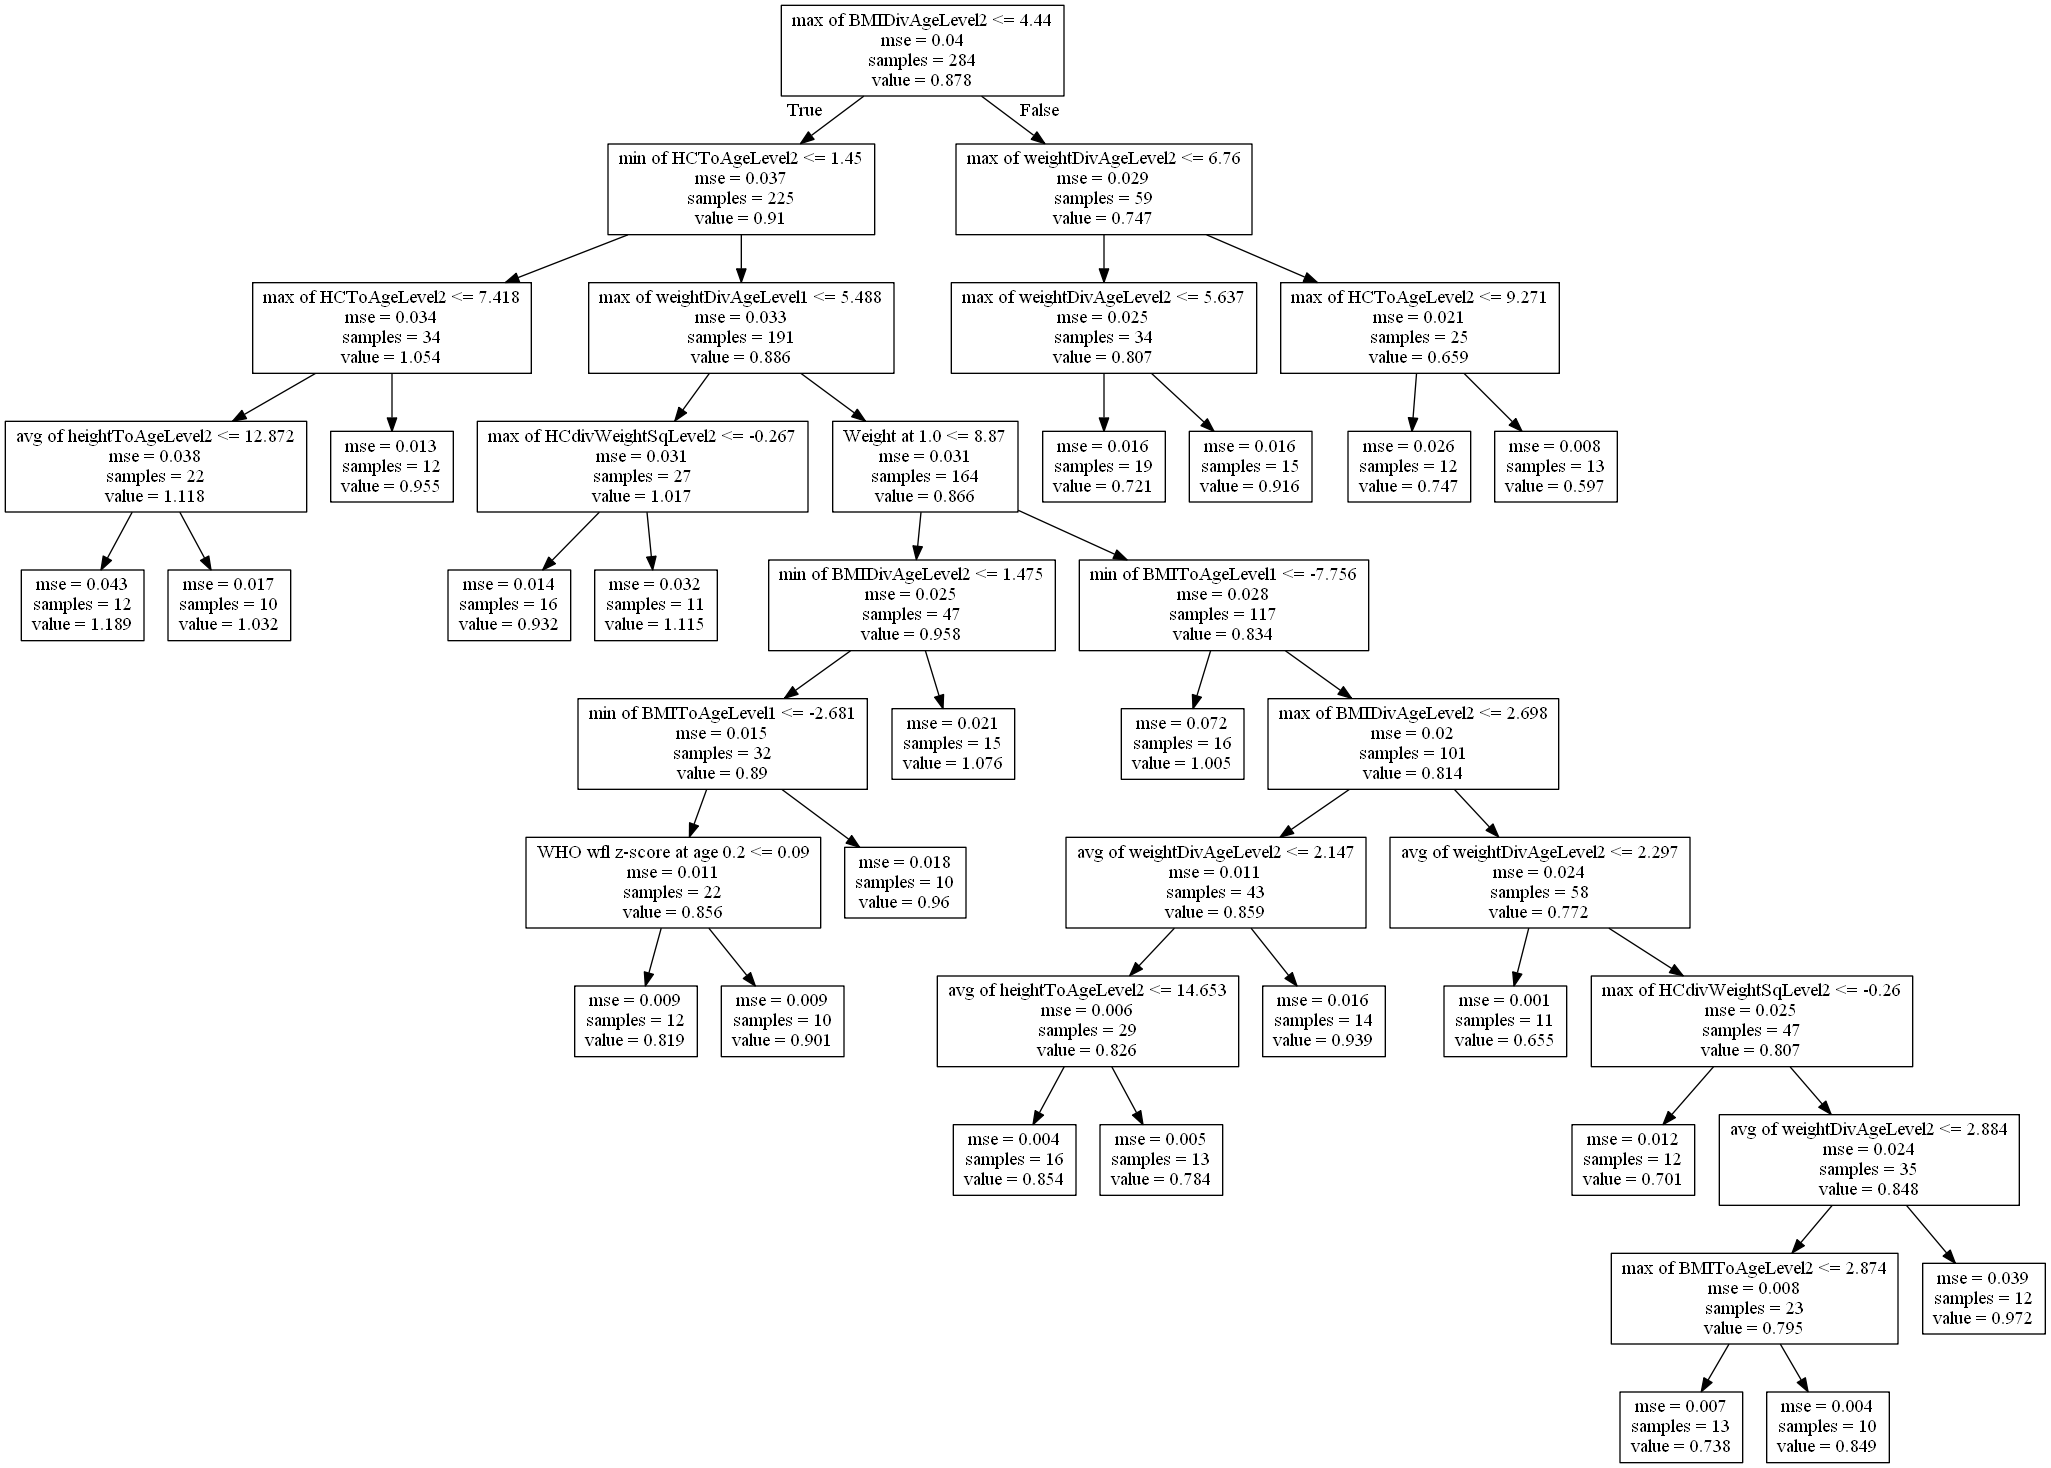 max of BMIDivAgeLevel2 <= 4.44
mse = 0.04
samples = 284
value = 0.878
True
False
min of HCToAgeLevel2 <= 1.45
mse = 0.037
samples = 225
value = 0.91
max of weightDivAgeLevel2 <= 6.76
mse = 0.029
samples = 59
value = 0.747
max of HCToAgeLevel2 <= 7.418
mse = 0.034
samples = 34
value = 1.054
max of weightDivAgeLevel1 <= 5.488
mse = 0.033
samples = 191
value = 0.886
max of weightDivAgeLevel2 <= 5.637
mse = 0.025
samples = 34
value = 0.807
max of HCToAgeLevel2 <= 9.271
mse = 0.021
samples = 25
value = 0.659
avg of heightToAgeLevel2 <= 12.872
mse = 0.038
samples = 22
value = 1.118
mse = 0.013
samples = 12
value = 0.955
max of HCdivWeightSqLevel2 <= -0.267
mse = 0.031
samples = 27
value = 1.017
Weight at 1.0 <= 8.87
mse = 0.031
samples = 164
value = 0.866
mse = 0.016
samples = 19
value = 0.721
mse = 0.016
samples = 15
value = 0.916
mse = 0.026
samples = 12
value = 0.747
mse = 0.008
samples = 13
value = 0.597
mse = 0.043
samples = 12
value = 1.189
mse = 0.017
samples = 10
value = 1.032
mse = 0.014
samples = 16
value = 0.932
mse = 0.032
samples = 11
value = 1.115
min of BMIDivAgeLevel2 <= 1.475
mse = 0.025
samples = 47
value = 0.958
min of BMIToAgeLevel1 <= -7.756
mse = 0.028
samples = 117
value = 0.834
min of BMIToAgeLevel1 <= -2.681
mse = 0.015
samples = 32
value = 0.89
mse = 0.021
samples = 15
value = 1.076
mse = 0.072
samples = 16
value = 1.005
max of BMIDivAgeLevel2 <= 2.698
mse = 0.02
samples = 101
value = 0.814
WHO wfl z-score at age 0.2 <= 0.09
mse = 0.011
samples = 22
value = 0.856
mse = 0.018
samples = 10
value = 0.96
avg of weightDivAgeLevel2 <= 2.147
mse = 0.011
samples = 43
value = 0.859
avg of weightDivAgeLevel2 <= 2.297
mse = 0.024
samples = 58
value = 0.772
mse = 0.009
samples = 12
value = 0.819
mse = 0.009
samples = 10
value = 0.901
avg of heightToAgeLevel2 <= 14.653
mse = 0.006
samples = 29
value = 0.826
mse = 0.016
samples = 14
value = 0.939
mse = 0.001
samples = 11
value = 0.655
max of HCdivWeightSqLevel2 <= -0.26
mse = 0.025
samples = 47
value = 0.807
mse = 0.004
samples = 16
value = 0.854
mse = 0.005
samples = 13
value = 0.784
mse = 0.012
samples = 12
value = 0.701
avg of weightDivAgeLevel2 <= 2.884
mse = 0.024
samples = 35
value = 0.848
max of BMIToAgeLevel2 <= 2.874
mse = 0.008
samples = 23
value = 0.795
mse = 0.039
samples = 12
value = 0.972
mse = 0.007
samples = 13
value = 0.738
mse = 0.004
samples = 10
value = 0.849